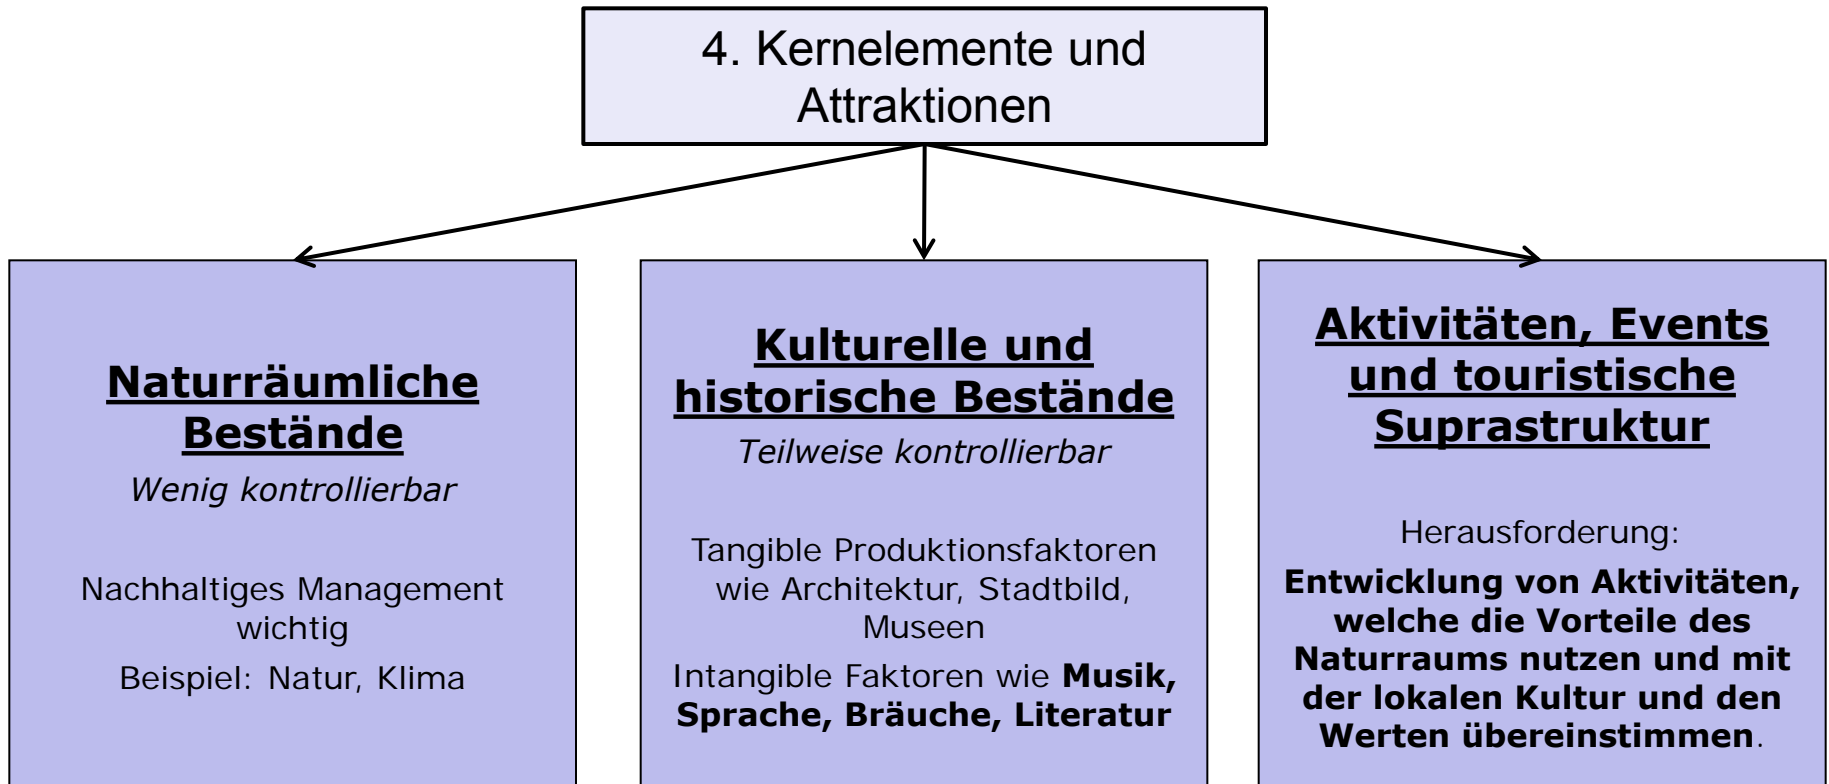 4. Kernelemente und
Attraktionen
Naturräumliche
Bestände
Wenig kontrollierbar
Nachhaltiges Management
wichtig
Beispiel: Natur, Klima
Kulturelle und
historische Bestände
Teilweise kontrollierbar
Tangible Produktionsfaktoren
wie Architektur, Stadtbild,
Museen
Intangible Faktoren wie Musik,
Sprache, Bräuche, Literatur
Aktivitäten, Events
und touristische
Suprastruktur
Herausforderung:
Entwicklung von Aktivitäten,
welche die Vorteile des
Naturraums nutzen und mit
der lokalen Kultur und den
Werten übereinstimmen.